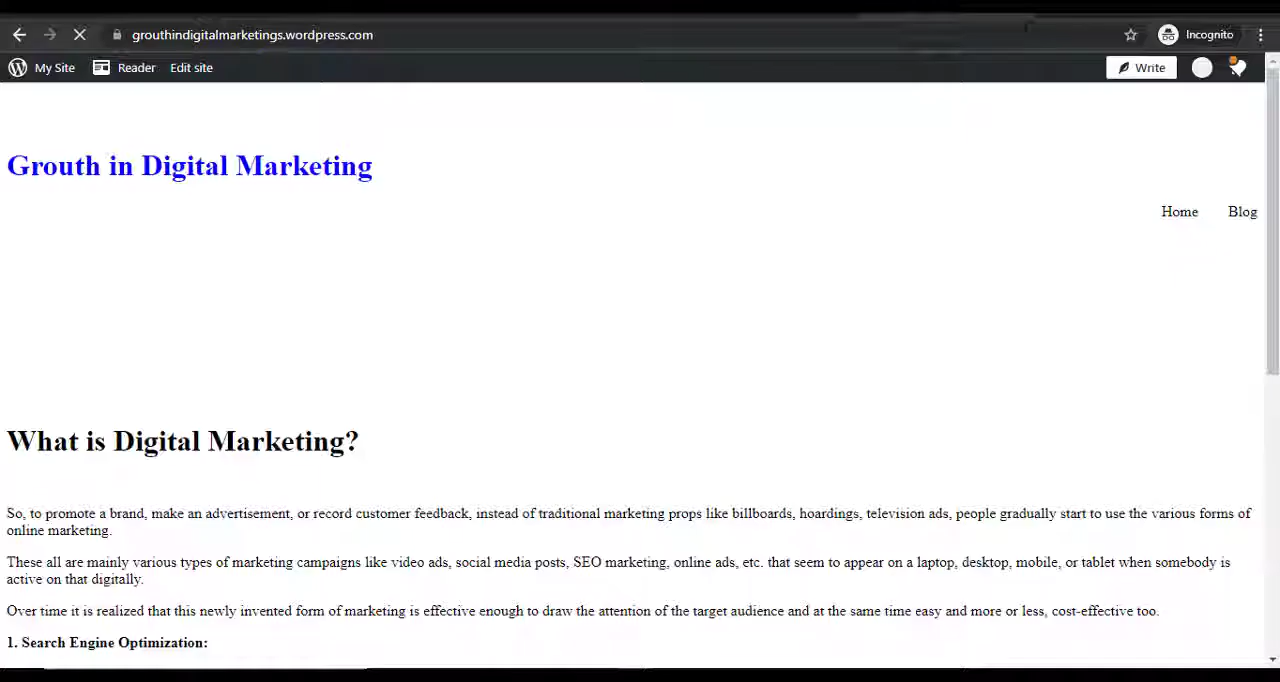 grouthindigitalmarketings.wordpress.com
Incognito
My Site Reader Edit site
Write
Grouth in Digital Marketing
Home Blog
What is Digital Marketing?
So, to promote a brand, make an advertisement, or record customer feedback, instead of traditional marketing props like billboards, hoardings, television ads, people gradually start to use the various forms of
online marketing.
These all are mainly various types of marketing campaigns like video ads, social media posts, SEO marketing, online ads, etc. that seem to appear on a laptop, desktop, mobile, or tablet when somebody is
active on that digitally.
Over time it is realized that this newly invented form of marketing is effective enough to draw the attention of the target audience and at the same time easy and more or less, cost-effective too.
1. Search Engine Optimization: